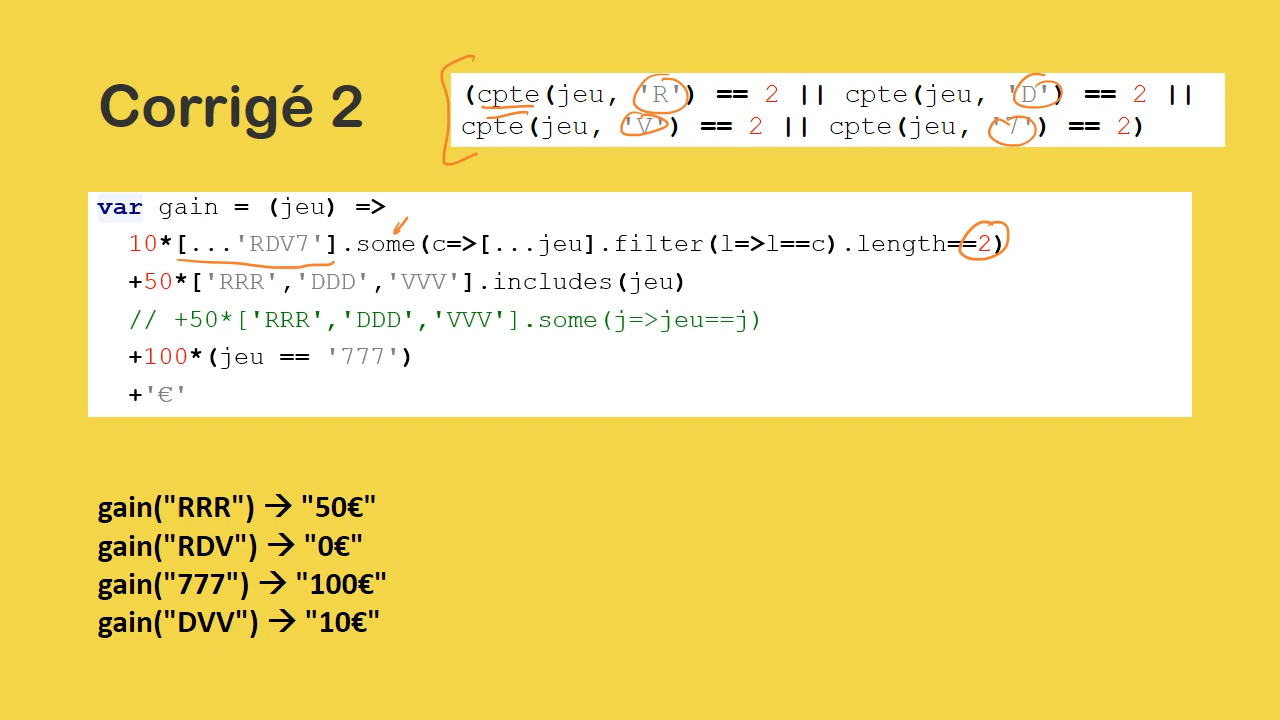 Corrigé 2
(cpte(jeu, 'R') == 2 || cpte(jeu, 'D') == 2 ||
cpte(jeu, 'V') == 2 || cpte(jeu, '7') == 2)
var gain = (jeu) =>
10*[...'RDV7'].some(c=>[...jeu].filter(l=>l==c).length==2)
+50*['RRR','DDD','VVV'].includes(jeu)
// +50*['RRR','DDD','VVV'].some(j=>jeu==j)
+100*(jeu == '777')
+'€'
gain("RRR") → "50€"
gain("RDV") → "0€"
gain("777") → "100€"
gain("DVV") → "10€"